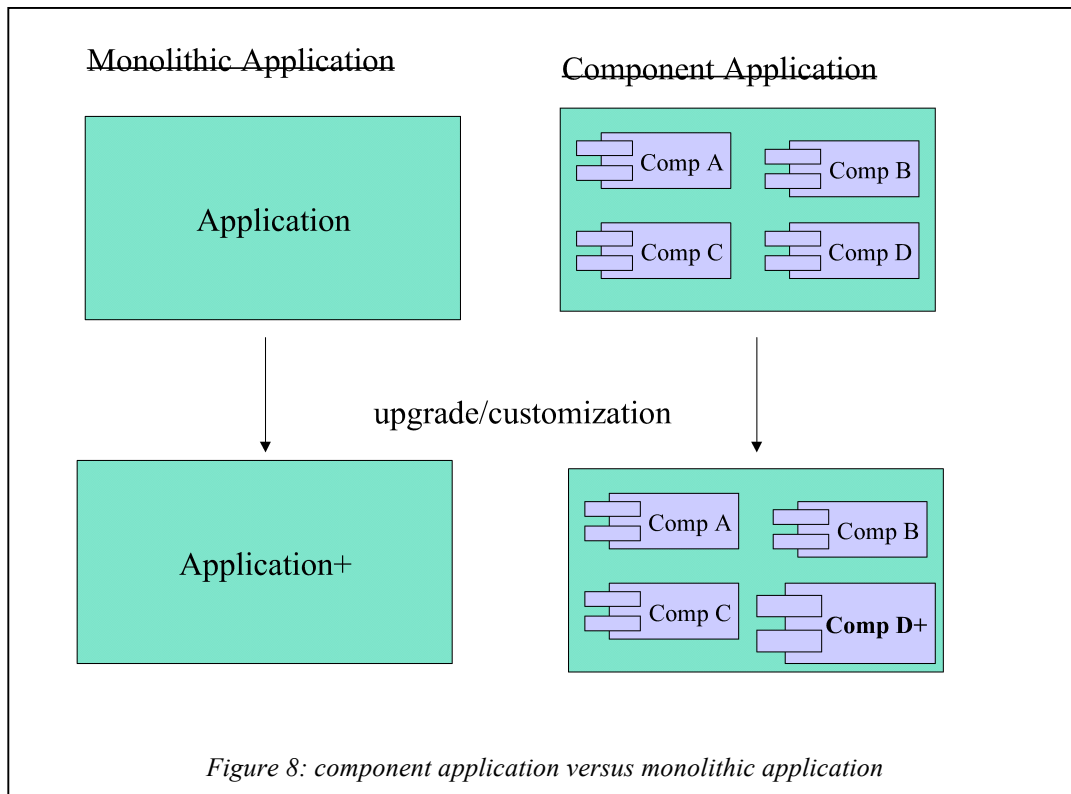 Monolithic Application
Component Application
Application
Comp A
Comp B
Comp C
Comp D
upgrade/customization
Application+
Comp A
Comp B
Comp C
Comp D+
Figure 8: component application versus monolithic application